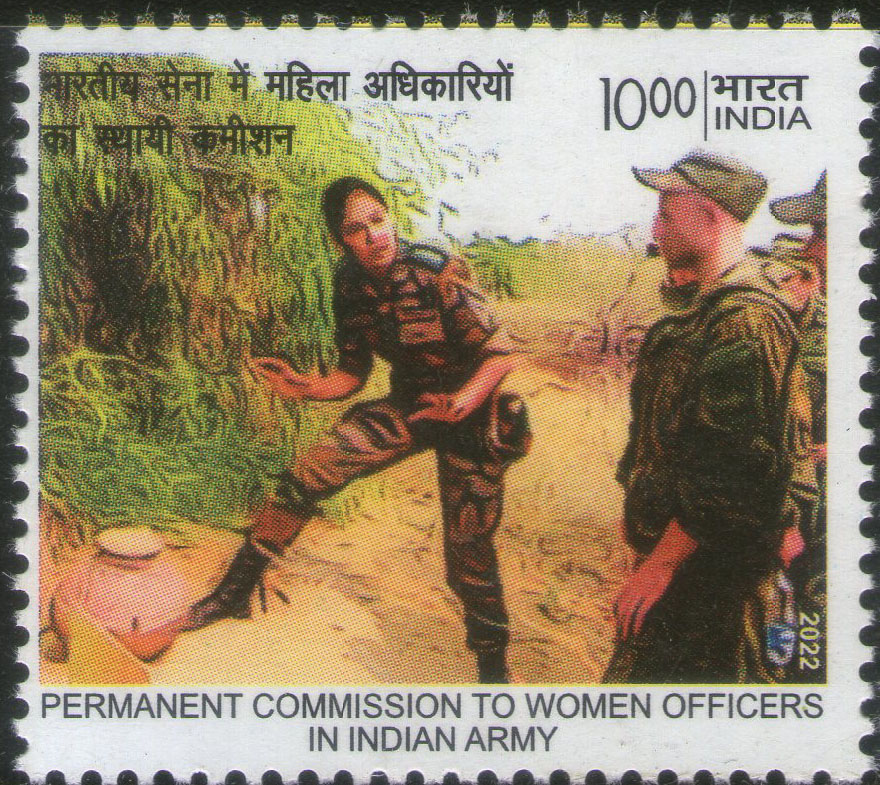 भारतीय सेना में महिला अधिकारियों
का स्थायी कमीशन
1000 भारत
INDIA
2022
PERMANENT COMMISSION TO WOMEN OFFICERS
IN INDIAN ARMY